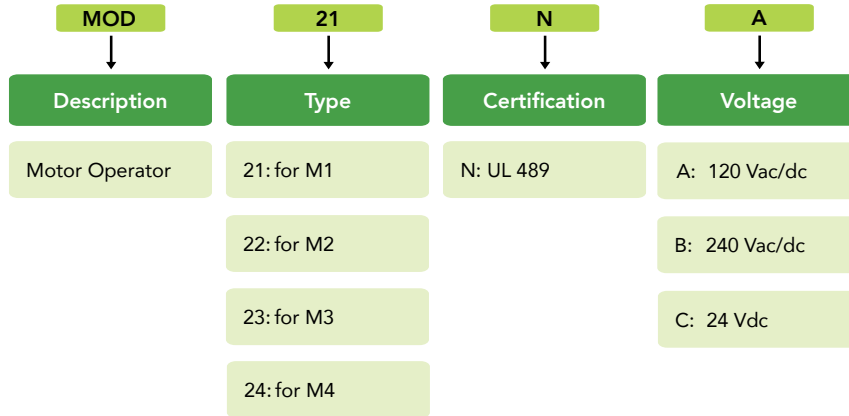 MOD 21 N A
Description Type Certification Voltage
Motor Operator 21: for M1 N: UL 489 A: 120 Vac/dc
22: for M2 B: 240 Vac/dc
23: for M3 C: 24 Vdc
24: for M4